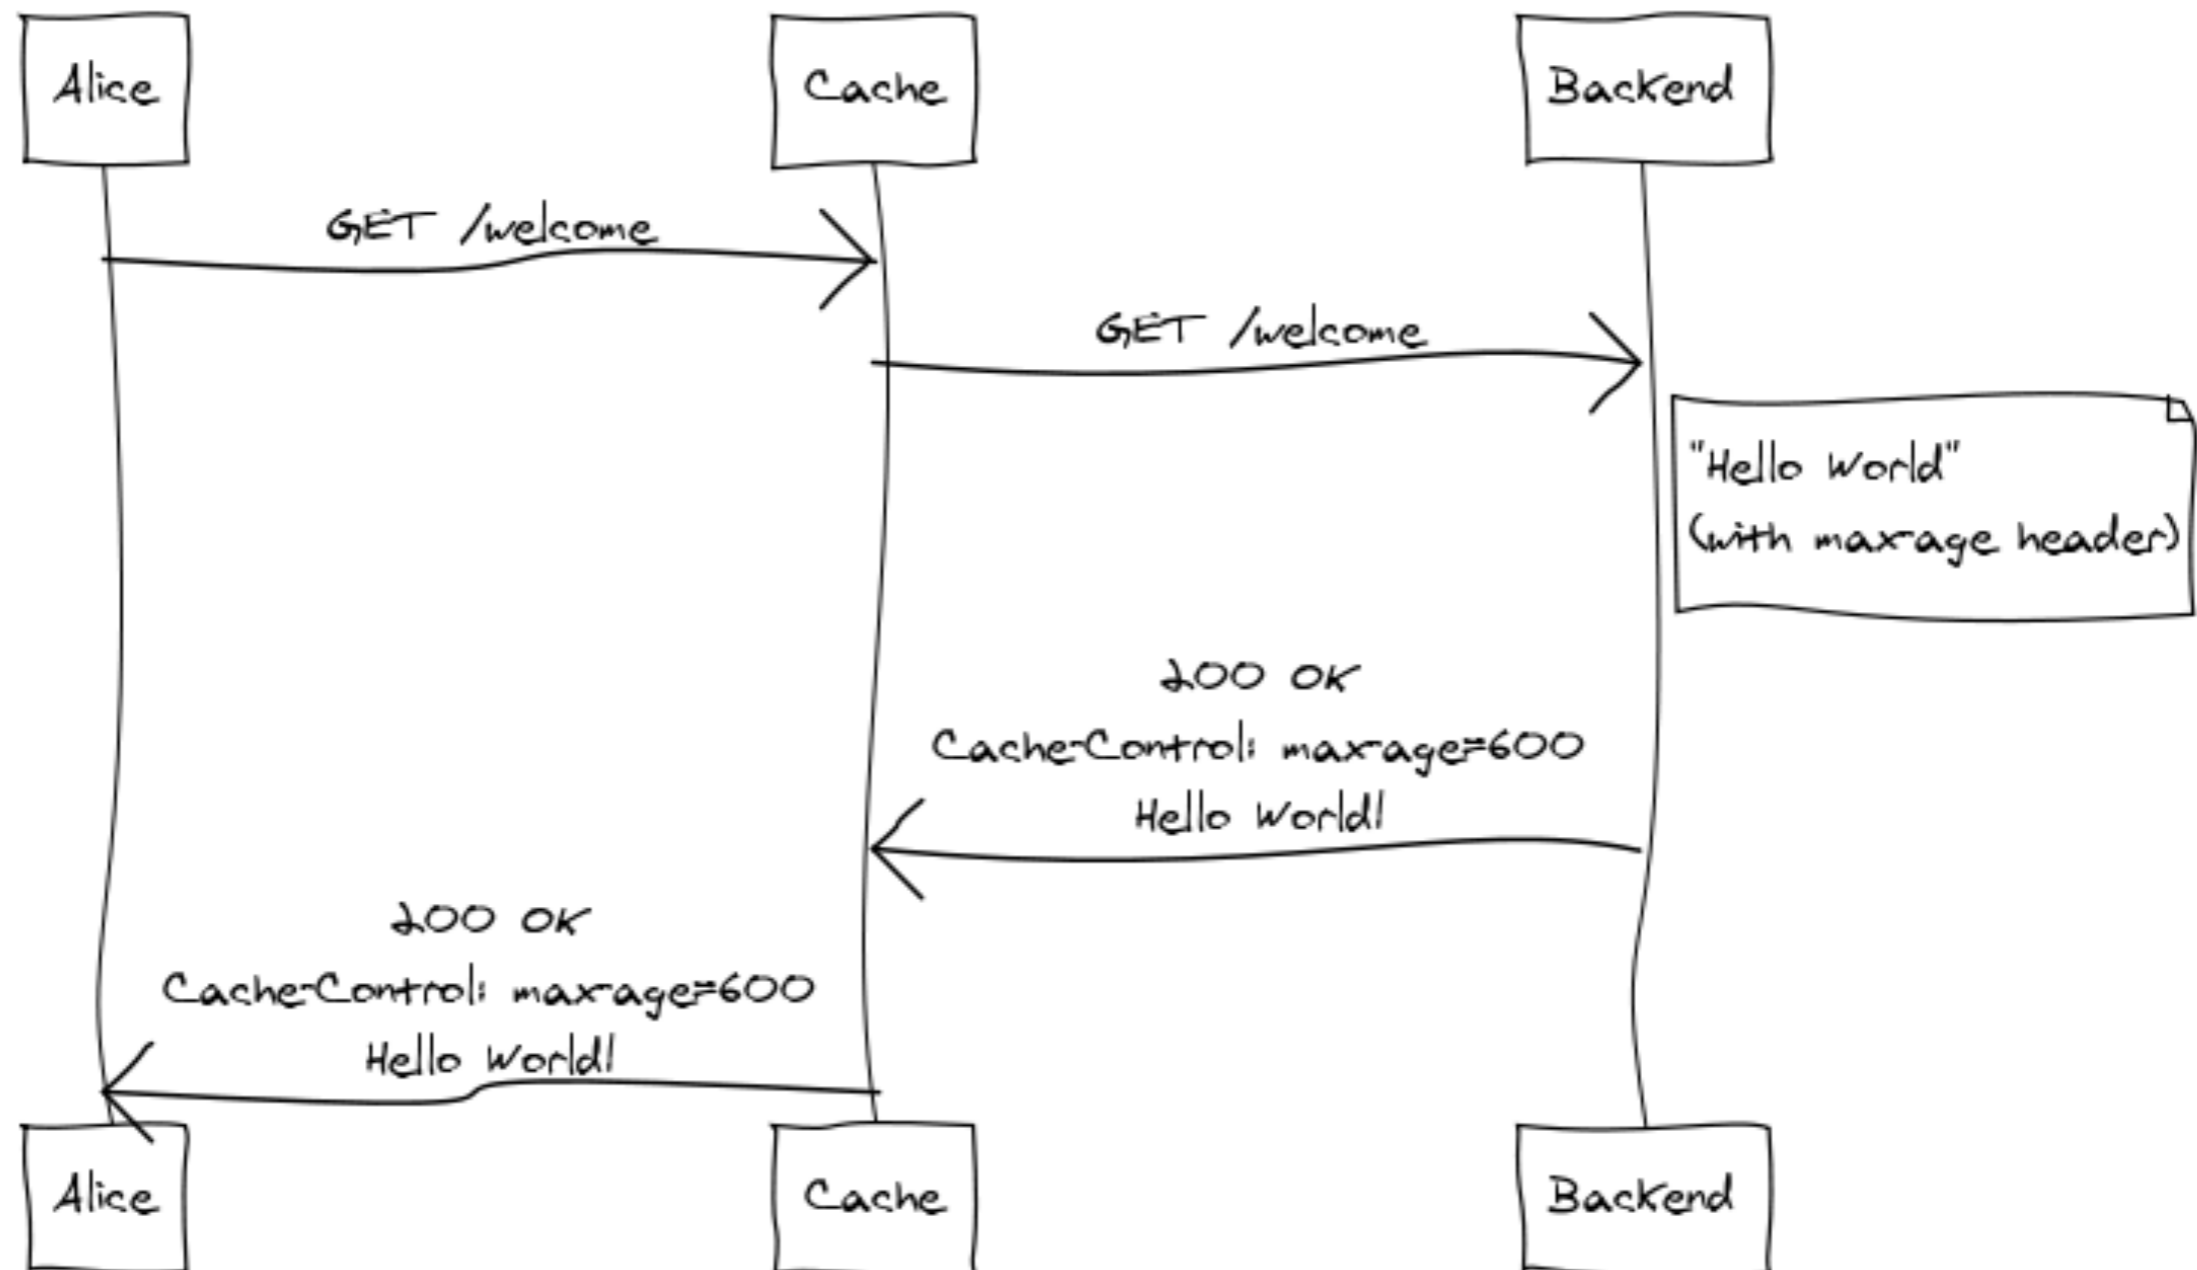 Alice
Cache
Backend
GET /welcome
GET /welcome
"Hello World"
(with max-age header)
200 OK
Cache-Control: max-age=600
Hello World!
200 OK
Cache-Control: max-age=600
Hello World!
Alice
Cache
Backend